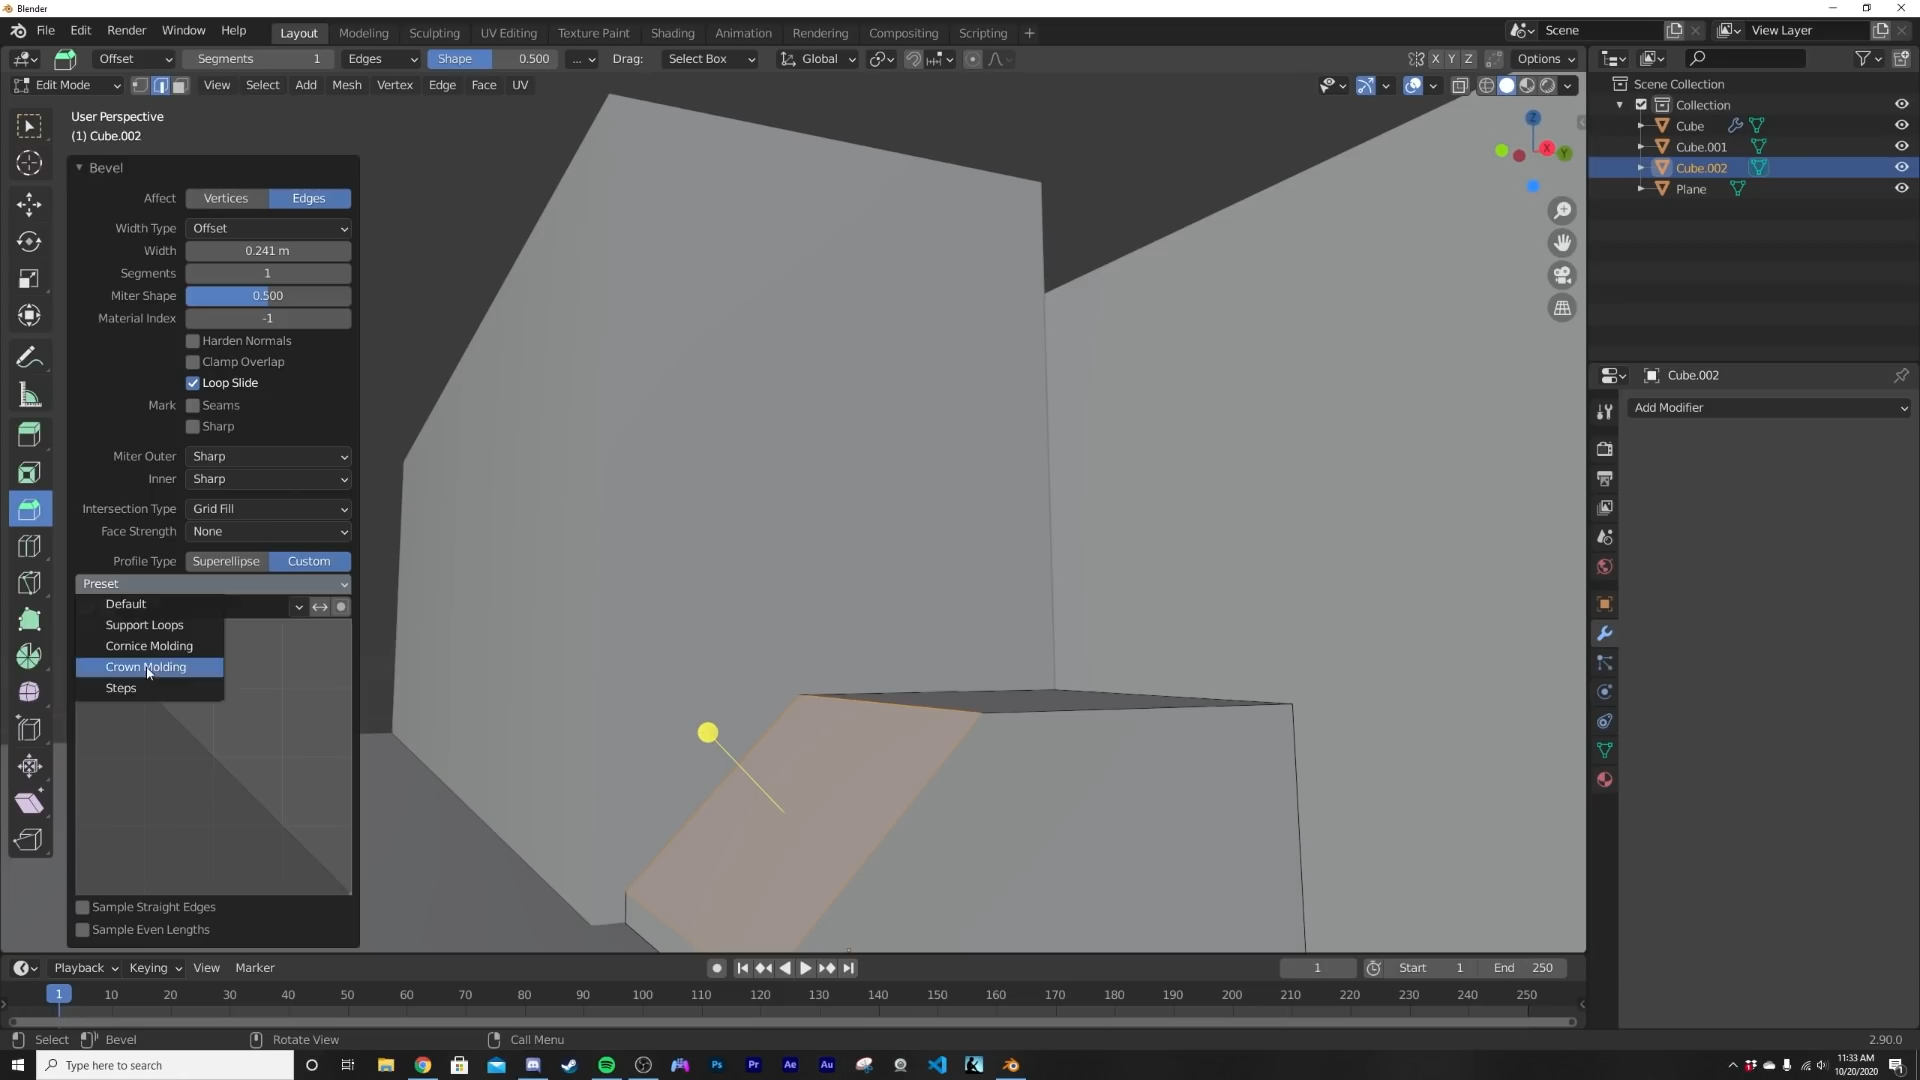 Blender
File Edit Render Window Help Layout Modeling Sculpting UV Editing Texture Paint Shading Animation Rendering Compositing Scripting + Scene View Layer
Offset Segments 1 Edges Shape 0.500 ... Drag: Select Box Global X Y Z Options
Edit Mode View Select Add Mesh Vertex Edge Face UV
User Perspective
(1) Cube.002
Bevel
Affect Vertices Edges
Width Type Offset
Width 0.241 m
Segments 1
Miter Shape 0.500
Material Index -1
Harden Normals
Clamp Overlap
Loop Slide
Mark Seams
Sharp
Miter Outer Sharp
Inner Sharp
Intersection Type Grid Fill
Face Strength None
Profile Type Superellipse Custom
Preset
Default
Support Loops
Cornice Molding
Crown Molding
Steps
Sample Straight Edges
Sample Even Lengths
Z
X
Y
Scene Collection
Collection
Cube
Cube.001
Cube.002
Plane
Cube.002
Add Modifier
Playback Keying View Marker 1 Start 1 End 250
1 10 20 30 40 50 60 70 80 90 100 110 120 130 140 150 160 170 180 190 200 210 220 230 240 250
Select Bevel Rotate View Call Menu 2.90.0
Type here to search Ps Pr Ae Au 11:33 AM
10/20/2020